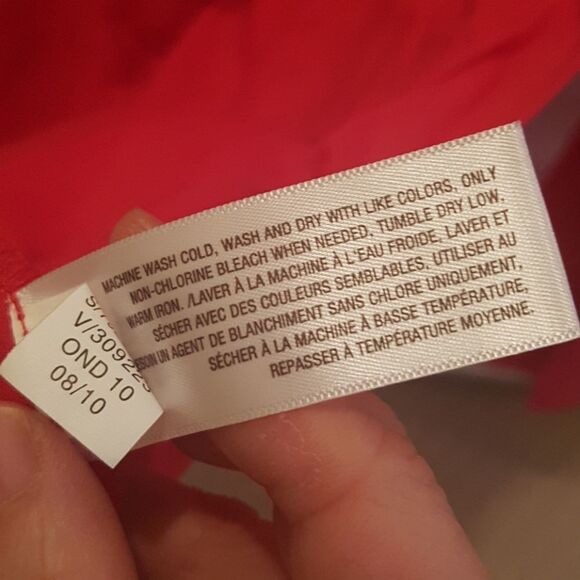 MACHINE WASH COLD, WASH AND DRY WITH LIKE COLORS, ONLY
NON-CHLORINE BLEACH WHEN NEEDED, TUMBLE DRY LOW,
WARM IRON. /LAVER À LA MACHINE À L'EAU FROIDE, LAVER ET
SÉCHER AVEC DES COULEURS SEMBLABLES, UTILISER AU
UN AGENT DE BLANCHIMENT SANS CHLORE UNIQUEMENT,
SÉCHER À LA MACHINE À BASSE TEMPÉRATURE,
REPASSER À TEMPÉRATURE MOYENNE.
OND 10
08/10